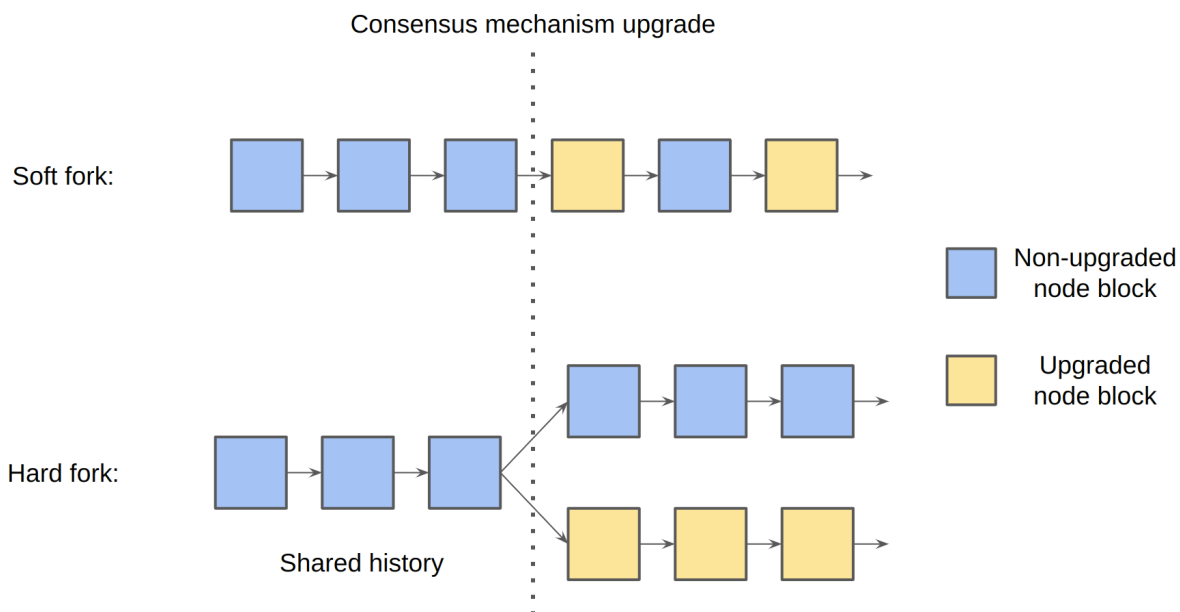 Consensus mechanism upgrade
Soft fork:
Non-upgraded
node block
Upgraded
node block
Hard fork:
Shared history